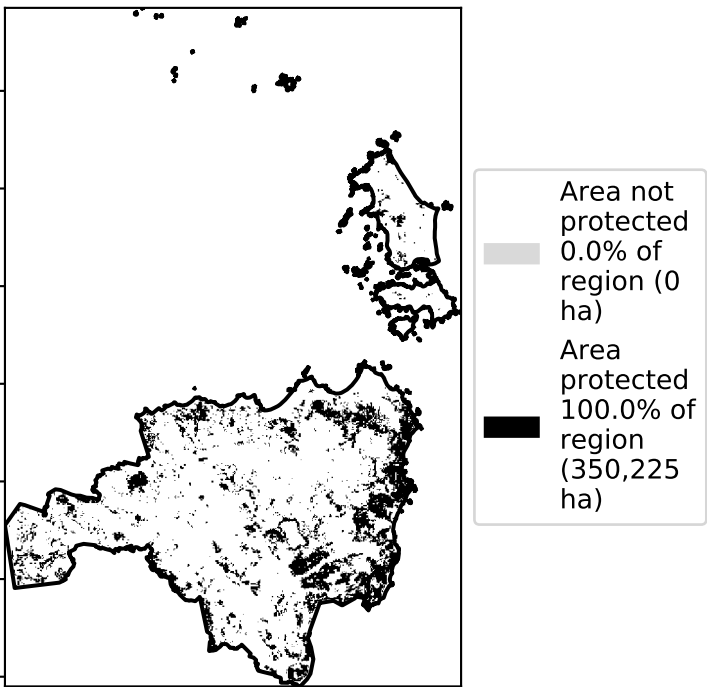 Area not
protected
0.0% of
region (0
ha)
Area
protected
100.0% of
region
(350,225
ha)